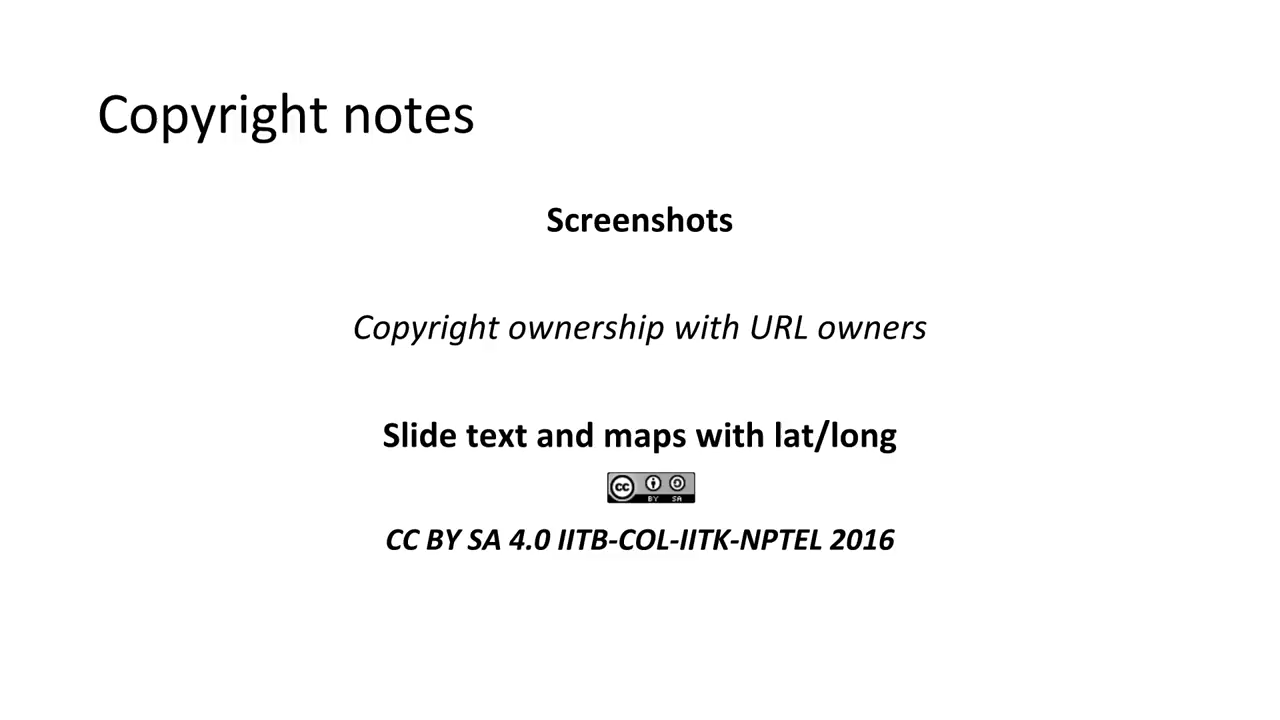 Copyright notes
Screenshots
Copyright ownership with URL owners
Slide text and maps with lat/long
cc BY SA
CC BY SA 4.0 IITB-COL-IITK-NPTEL 2016